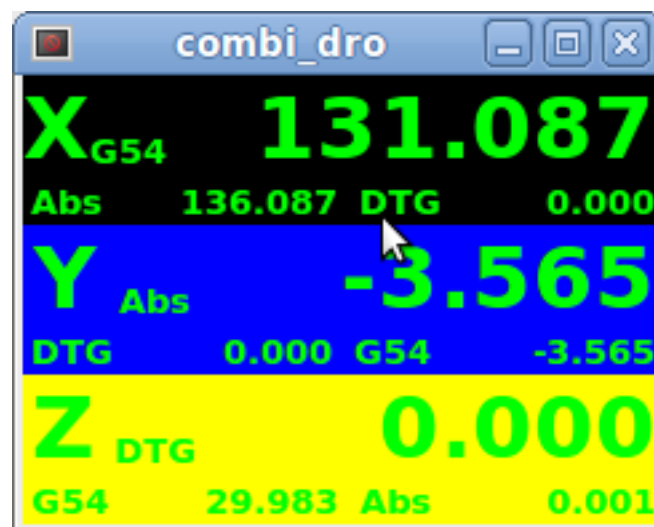 combi_dro
X G54 131.087
Abs 136.087 DTG 0.000
Y Abs -3.565
DTG 0.000 G54 -3.565
Z DTG 0.000
G54 29.983 Abs 0.001